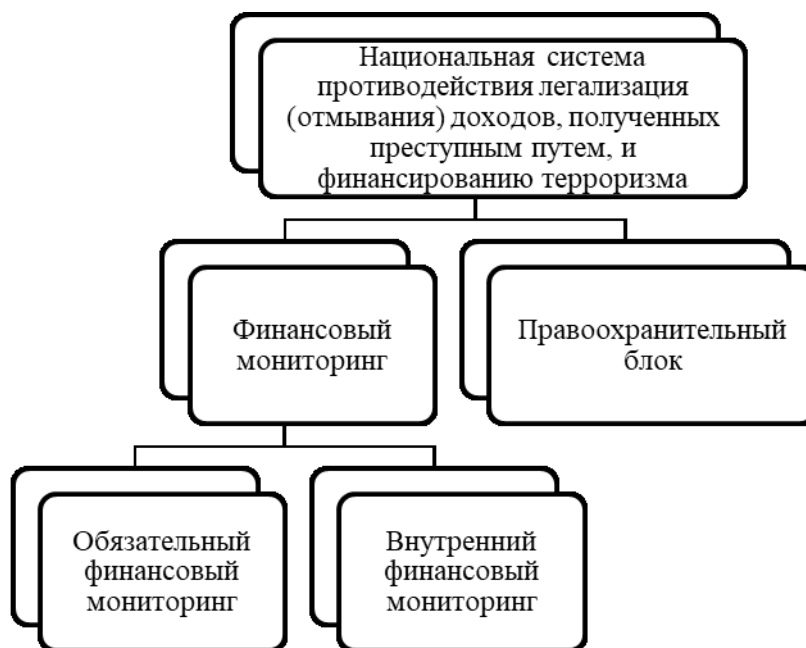 Национальная система
противодействия легализация
(отмывания) доходов, полученных
преступным путем, и
финансированию терроризма
Финансовый
мониторинг
Правоохранительный
блок
Обязательный
финансовый
мониторинг
Внутренний
финансовый
мониторинг